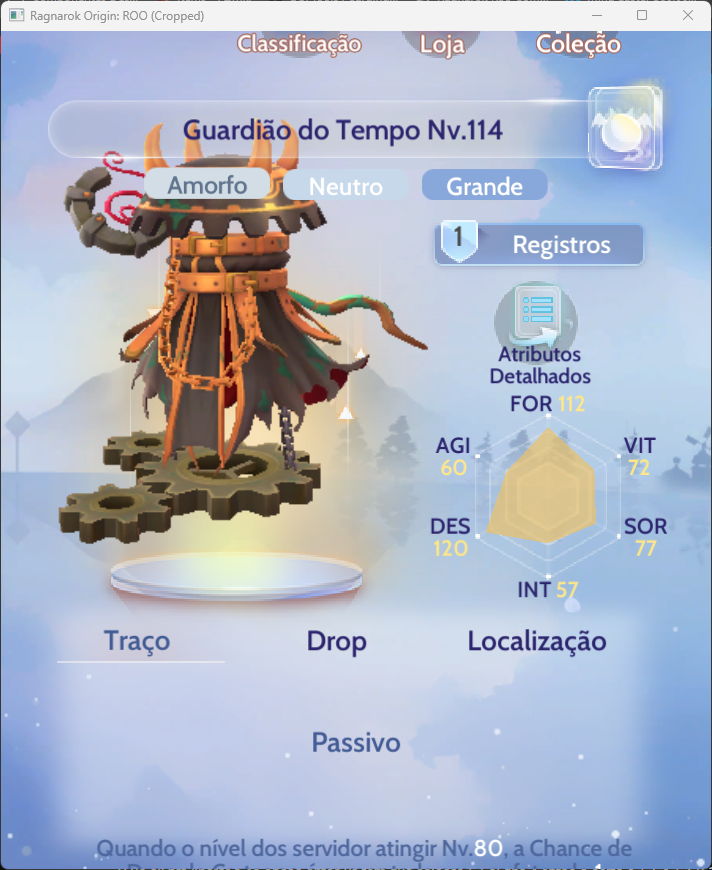 Ragnarok Origin: ROO (Cropped)
Classificação Loja Coleção
Guardião do Tempo Nv.114
Amorfo Neutro Grande
1 Registros
Atributos
Detalhados
FOR 112
AGI VIT
60 72
DES SOR
120 77
INT 57
Traço Drop Localização
Passivo
Quando o nível dos servidor atingir Nv.80, a Chance de